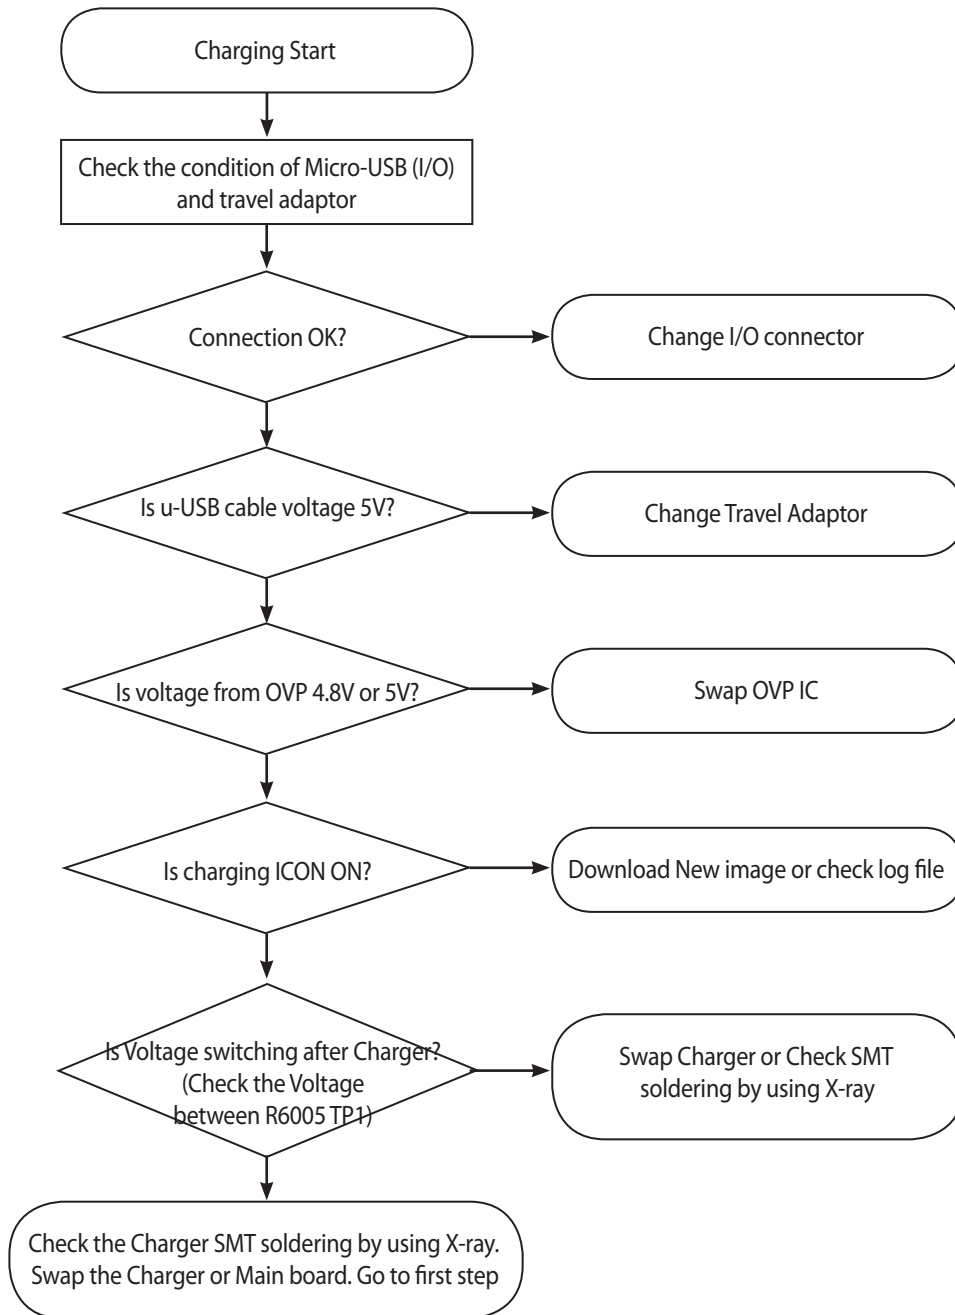 Charging Start
Check the condition of Micro-USB (I/O)
and travel adaptor
Connection OK?
Change I/O connector
Is u-USB cable voltage 5V?
Change Travel Adaptor
Is voltage from OVP 4.8V or 5V?
Swap OVP IC
Is charging ICON ON?
Download New image or check log file
Is Voltage switching after Charger?
(Check the Voltage
between R6005 TP1)
Swap Charger or Check SMT
soldering by using X-ray
Check the Charger SMT soldering by using X-ray.
Swap the Charger or Main board. Go to first step